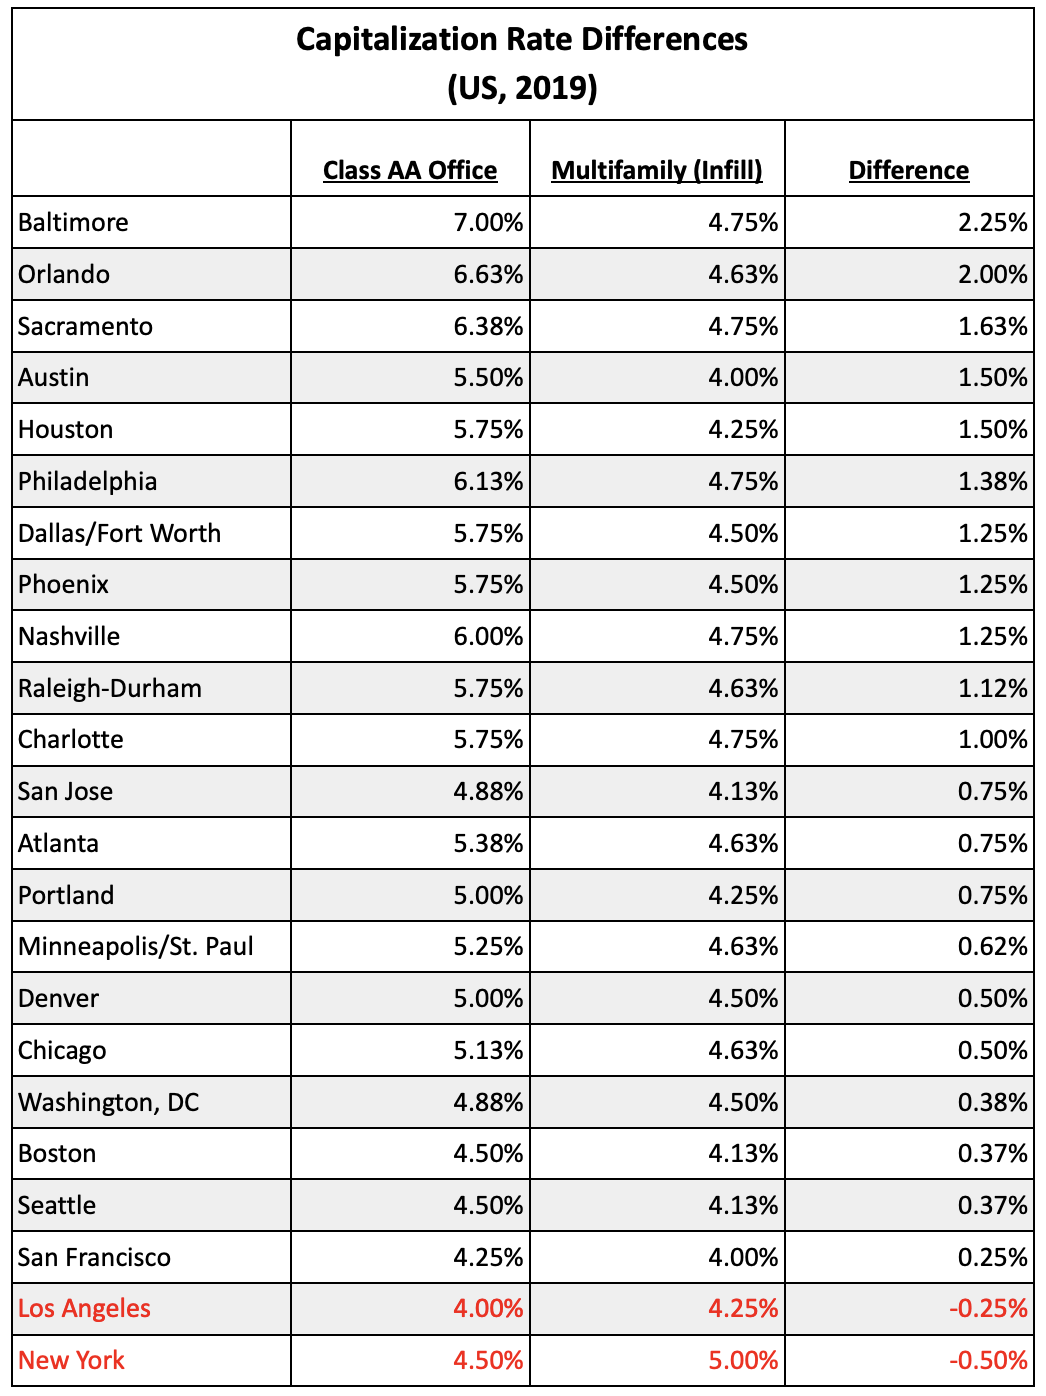 Capitalization Rate Differences
(US, 2019)
Class AA Office Multifamily (Infill) Difference
Baltimore 7.00% 4.75% 2.25%
Orlando 6.63% 4.63% 2.00%
Sacramento 6.38% 4.75% 1.63%
Austin 5.50% 4.00% 1.50%
Houston 5.75% 4.25% 1.50%
Philadelphia 6.13% 4.75% 1.38%
Dallas/Fort Worth 5.75% 4.50% 1.25%
Phoenix 5.75% 4.50% 1.25%
Nashville 6.00% 4.75% 1.25%
Raleigh-Durham 5.75% 4.63% 1.12%
Charlotte 5.75% 4.75% 1.00%
San Jose 4.88% 4.13% 0.75%
Atlanta 5.38% 4.63% 0.75%
Portland 5.00% 4.25% 0.75%
Minneapolis/St. Paul 5.25% 4.63% 0.62%
Denver 5.00% 4.50% 0.50%
Chicago 5.13% 4.63% 0.50%
Washington, DC 4.88% 4.50% 0.38%
Boston 4.50% 4.13% 0.37%
Seattle 4.50% 4.13% 0.37%
San Francisco 4.25% 4.00% 0.25%
Los Angeles 4.00% 4.25% -0.25%
New York 4.50% 5.00% -0.50%